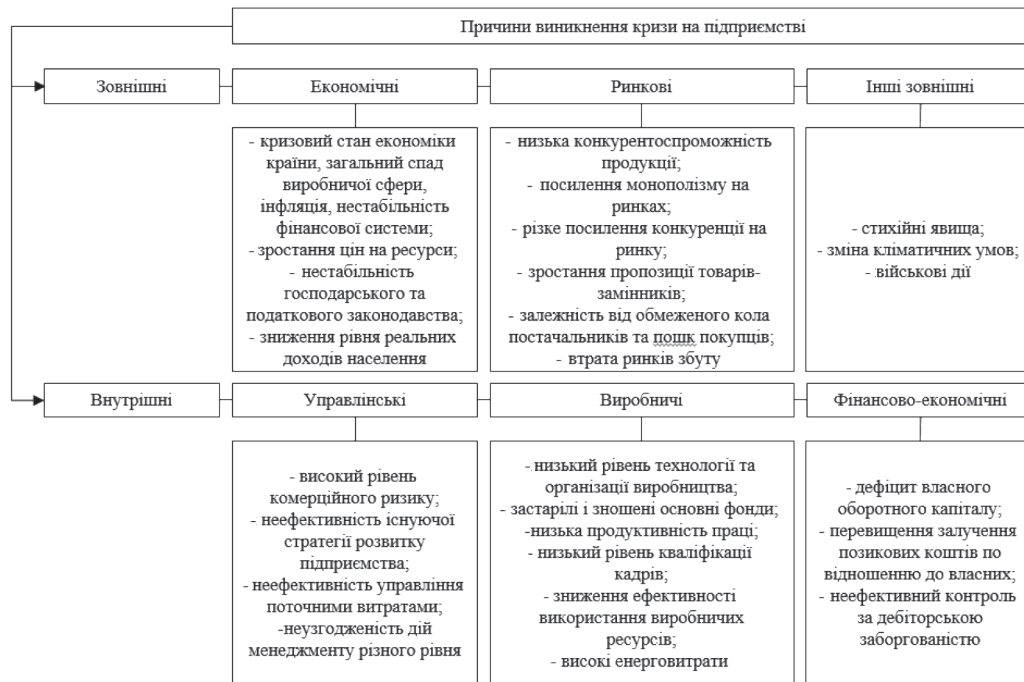 Причини виникнення кризи на підприємстві
Зовнішні
Економічні
Ринкові
Інші зовнішні
- кризовий стан економіки
країни, загальний спад
виробничої сфери,
інфляція, нестабільність
фінансової системи;
- зростання цін на ресурси;
- нестабільність
господарського та
податкового законодавства;
- зниження рівня реальних
доходів населення
- низька конкурентоспроможність
продукції;
- посилення монополізму на
ринках;
- різке посилення конкуренції на
ринку;
- зростання пропозиції товарів-
замінників;
- залежність від обмеженого кола
постачальників та пошк покупців;
- втрата ринків збуту
- стихійні явища;
- зміна кліматичних умов;
- військові дії
Внутрішні
Управлінські
Виробничі
Фінансово-економічні
- високий рівень
комерційного ризику;
- неефективність існуючої
стратегії розвитку
підприємства;
- неефективність управління
поточними витратами;
-неузгодженість дій
менеджменту різного рівня
- низький рівень технології та
організації виробництва;
- застарілі і зношені основні фонди;
-низька продуктивність праці;
- низький рівень кваліфікації
кадрів;
- зниження ефективності
використання виробничих
ресурсів;
- високі енерговитрати
- дефіцит власного
оборотного капіталу;
- перевищення залучення
позикових коштів по
відношенню до власних;
- неефективний контроль
за дебіторською
заборгованістю